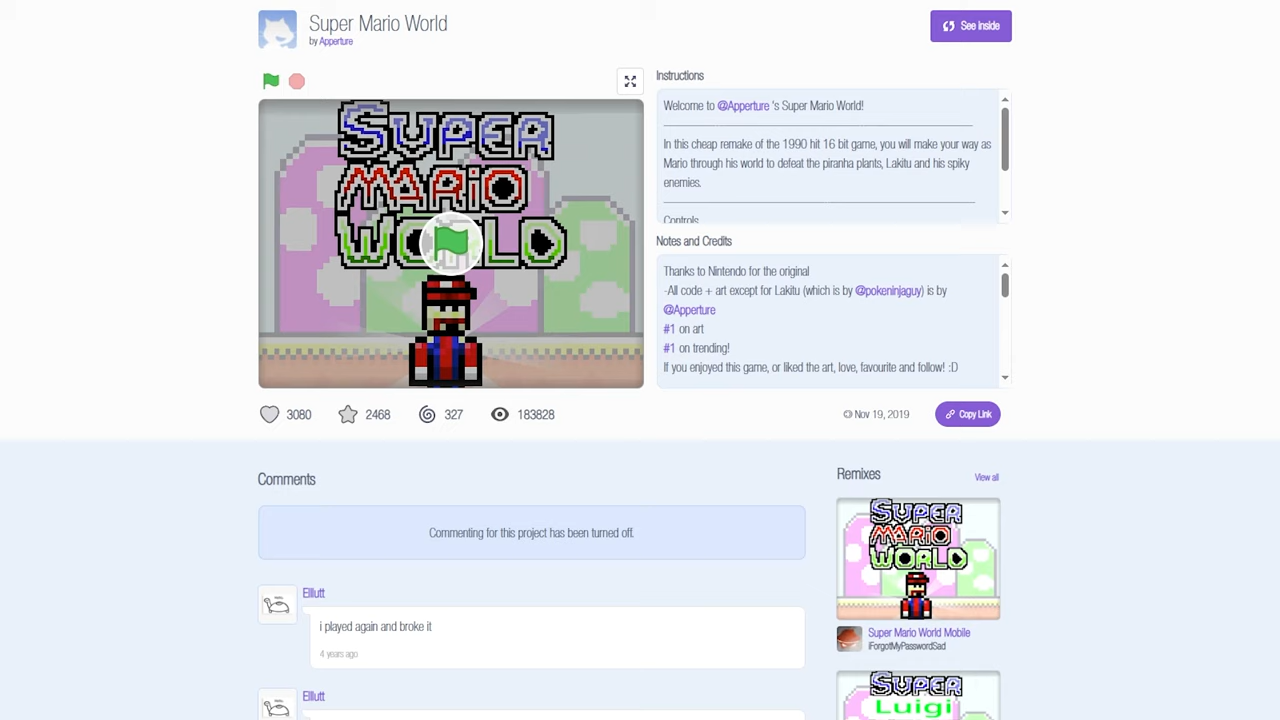 Super Mario World
by Apperture
See inside
Instructions
Welcome to @Apperture 's Super Mario World!
In this cheap remake of the 1990 hit 16 bit game, you will make your way as
Mario through his world to defeat the piranha plants, Lakitu and his spiky
enemies.
Controls
SUPER
MARIO
WORLD
Notes and Credits
Thanks to Nintendo for the original
-All code + art except for Lakitu (which is by @pokeninjaguy) is by
@Apperture
#1 on art
#1 on trending!
If you enjoyed this game, or liked the art, love, favourite and follow! :D
3080
2468
327
183828
Nov 19, 2019
Copy Link
Comments
Commenting for this project has been turned off.
Elllutt
i played again and broke it
4 years ago
Elllutt
Remixes
View all
SUPER
MARIO
WORLD
Super Mario World Mobile
iForgotMyPasswordSad
SUPER
Luigi